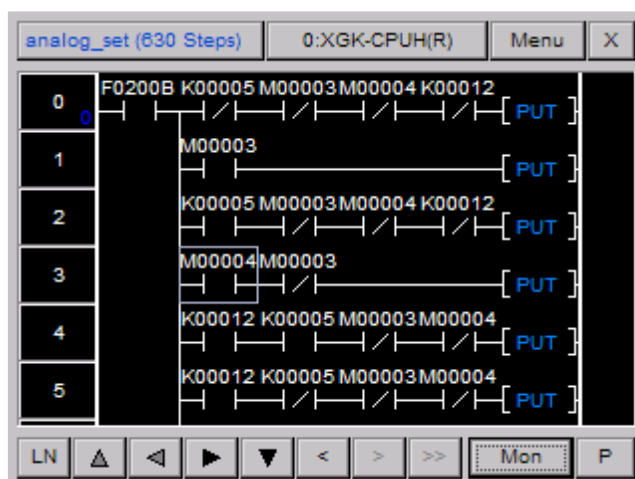 analog_set (630 Steps) 0:XGK-CPUH(R) Menu X
F0200B K00005 M00003 M00004 K00012
0 0 PUT
M00003
1 PUT
K00005 M00003 M00004 K00012
2 PUT
M00004 M00003
3 PUT
K00012 K00005 M00003 M00004
4 PUT
K00012 K00005 M00003 M00004
5 PUT
LN < > >> Mon P